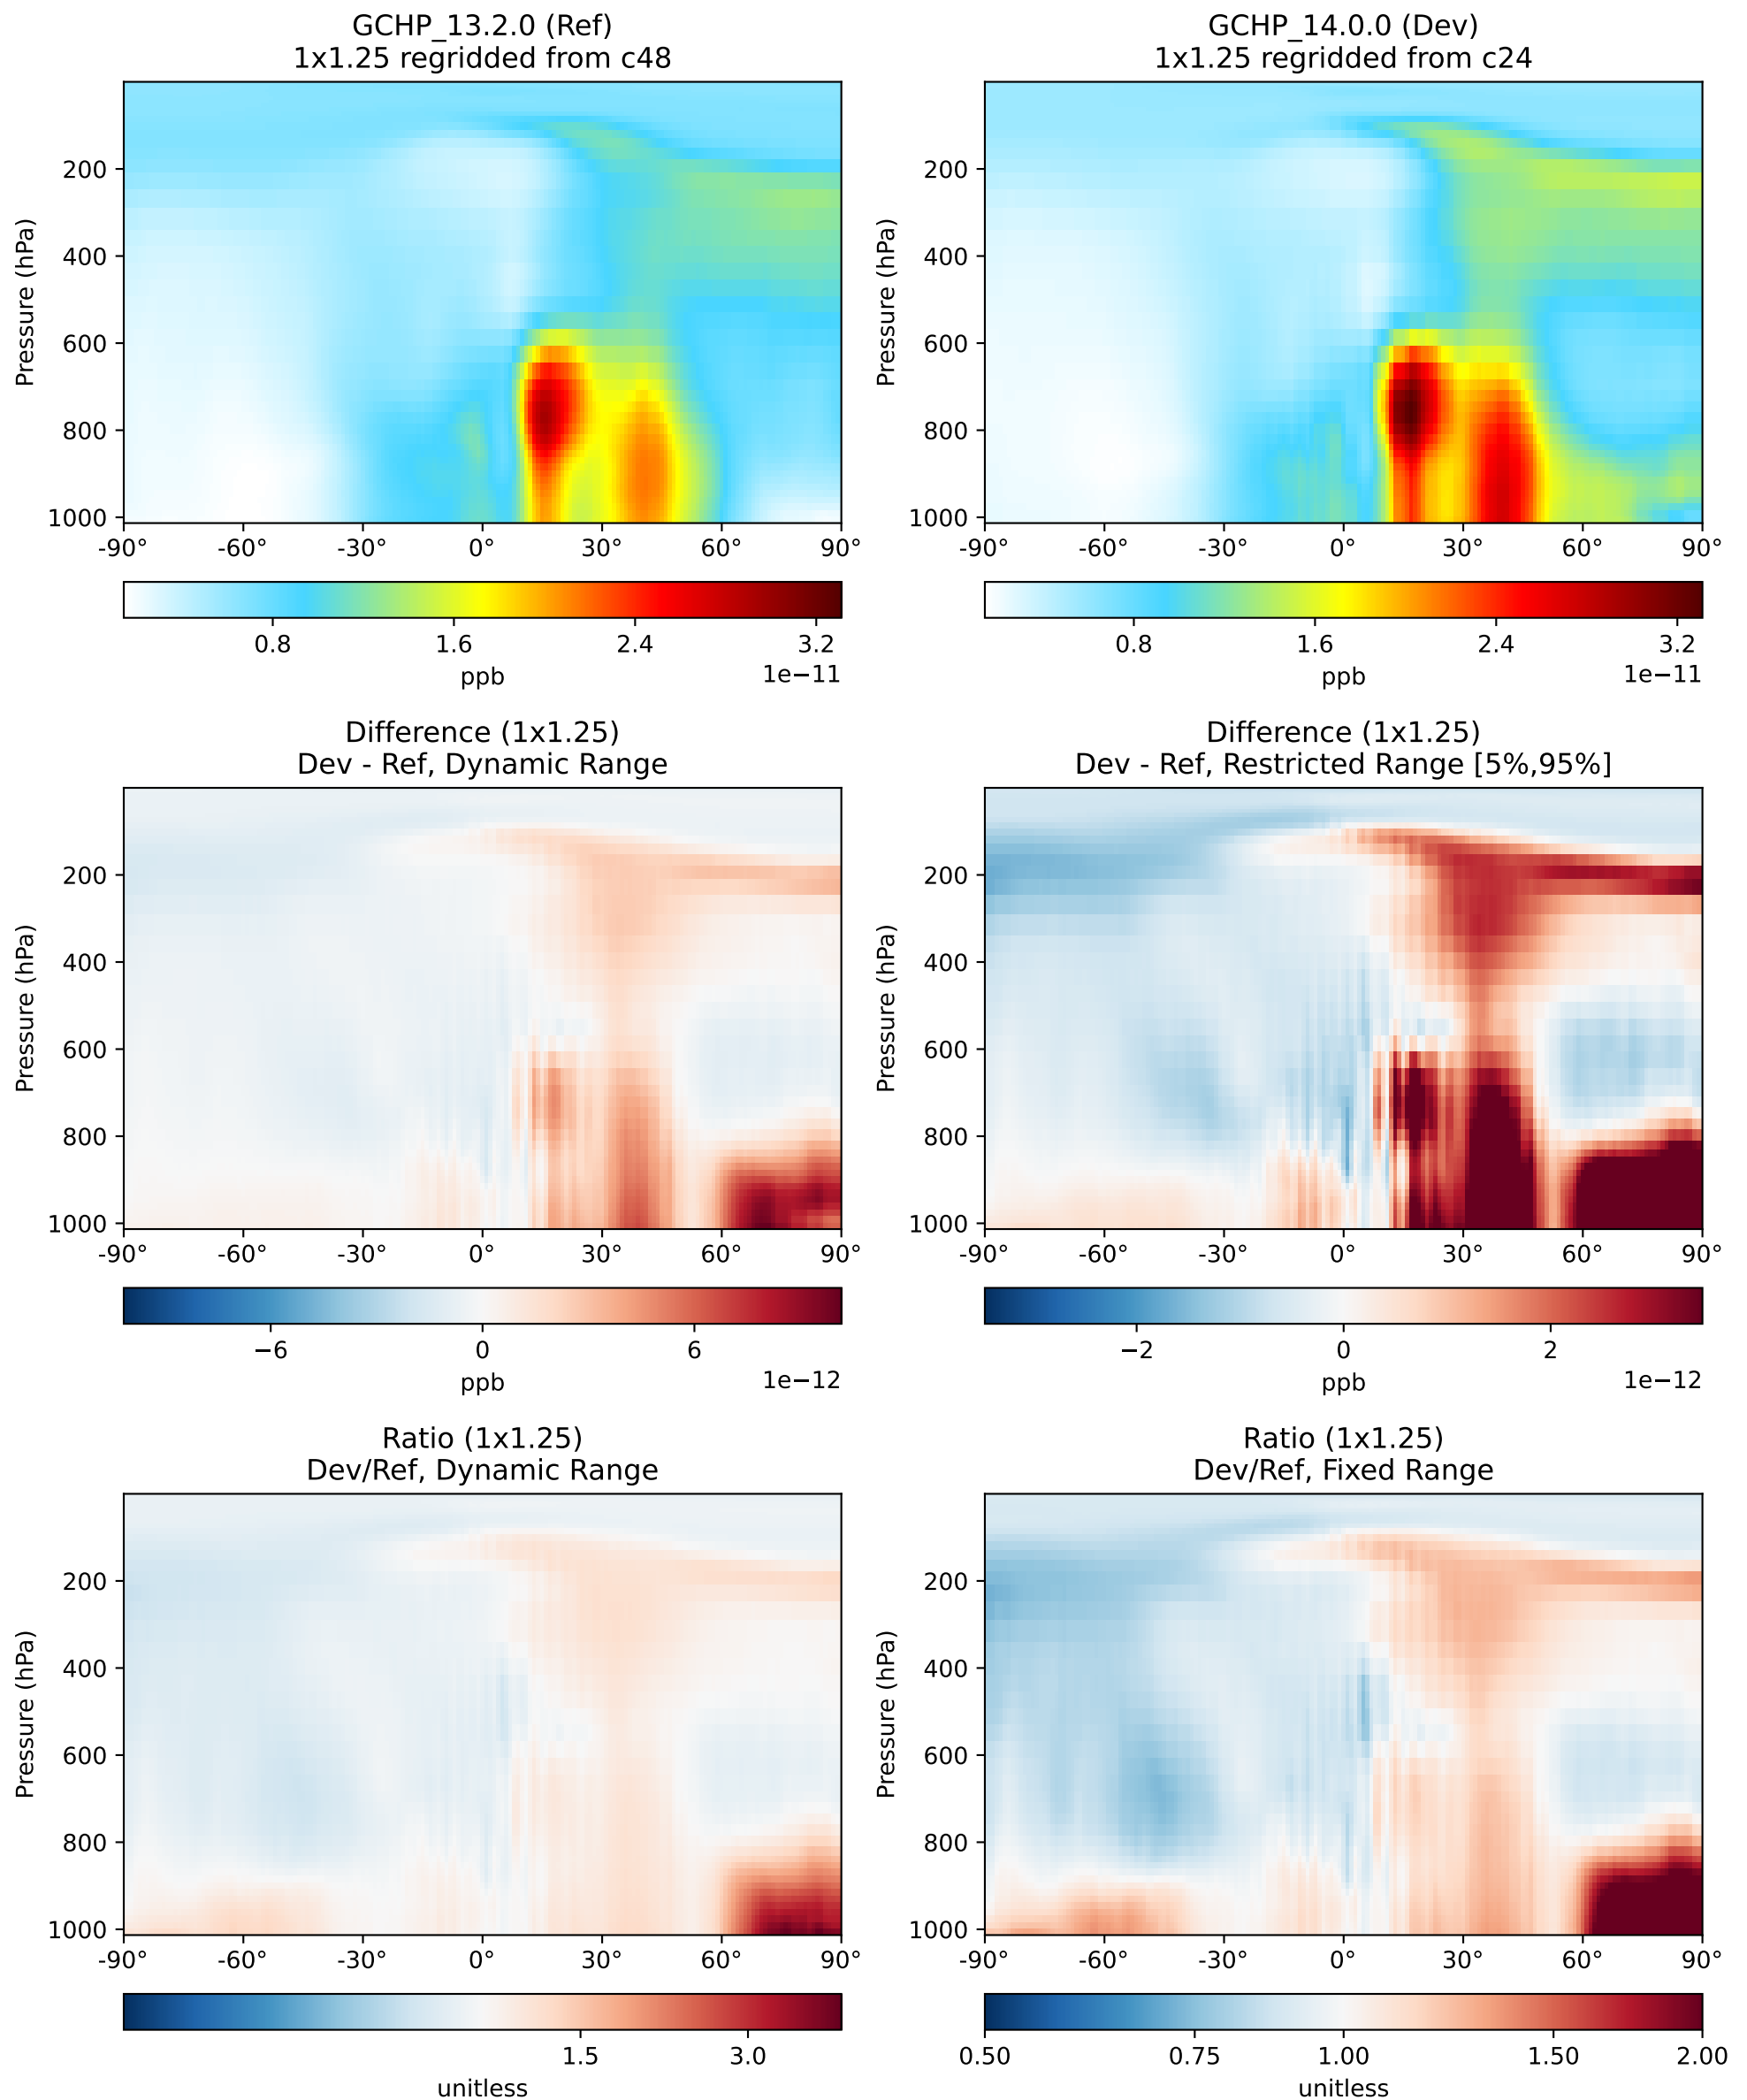 GCHP_13.2.0 (Ref)
1x1.25 regridded from c48
Pressure (hPa)
200
400
600
800
1000
-90° -60° -30° 0° 30° 60° 90°
0.8 1.6 2.4 3.2
ppb
1e−11
GCHP_14.0.0 (Dev)
1x1.25 regridded from c24
Pressure (hPa)
200
400
600
800
1000
-90° -60° -30° 0° 30° 60° 90°
0.8 1.6 2.4 3.2
ppb
1e−11
Difference (1x1.25)
Dev - Ref, Dynamic Range
Pressure (hPa)
200
400
600
800
1000
-90° -60° -30° 0° 30° 60° 90°
−6 0 6
ppb
1e−12
Difference (1x1.25)
Dev - Ref, Restricted Range [5%,95%]
Pressure (hPa)
200
400
600
800
1000
-90° -60° -30° 0° 30° 60° 90°
−2 0 2
ppb
1e−12
Ratio (1x1.25)
Dev/Ref, Dynamic Range
Pressure (hPa)
200
400
600
800
1000
-90° -60° -30° 0° 30° 60° 90°
1.5 3.0
unitless
Ratio (1x1.25)
Dev/Ref, Fixed Range
Pressure (hPa)
200
400
600
800
1000
-90° -60° -30° 0° 30° 60° 90°
0.50 0.75 1.00 1.50 2.00
unitless